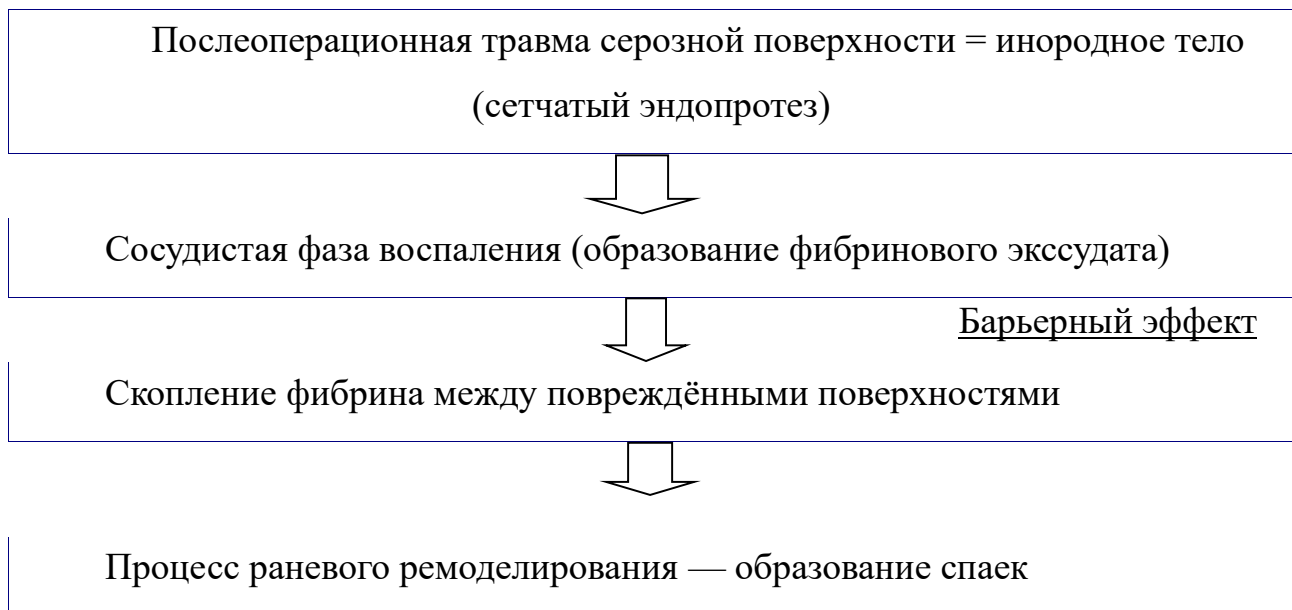 Послеоперационная травма серозной поверхности = инородное тело
(сетчатый эндопротез)
Сосудистая фаза воспаления (образование фибринового экссудата)
Барьерный эффект
Скопление фибрина между повреждёнными поверхностями
Процесс раневого ремоделирования — образование спаек